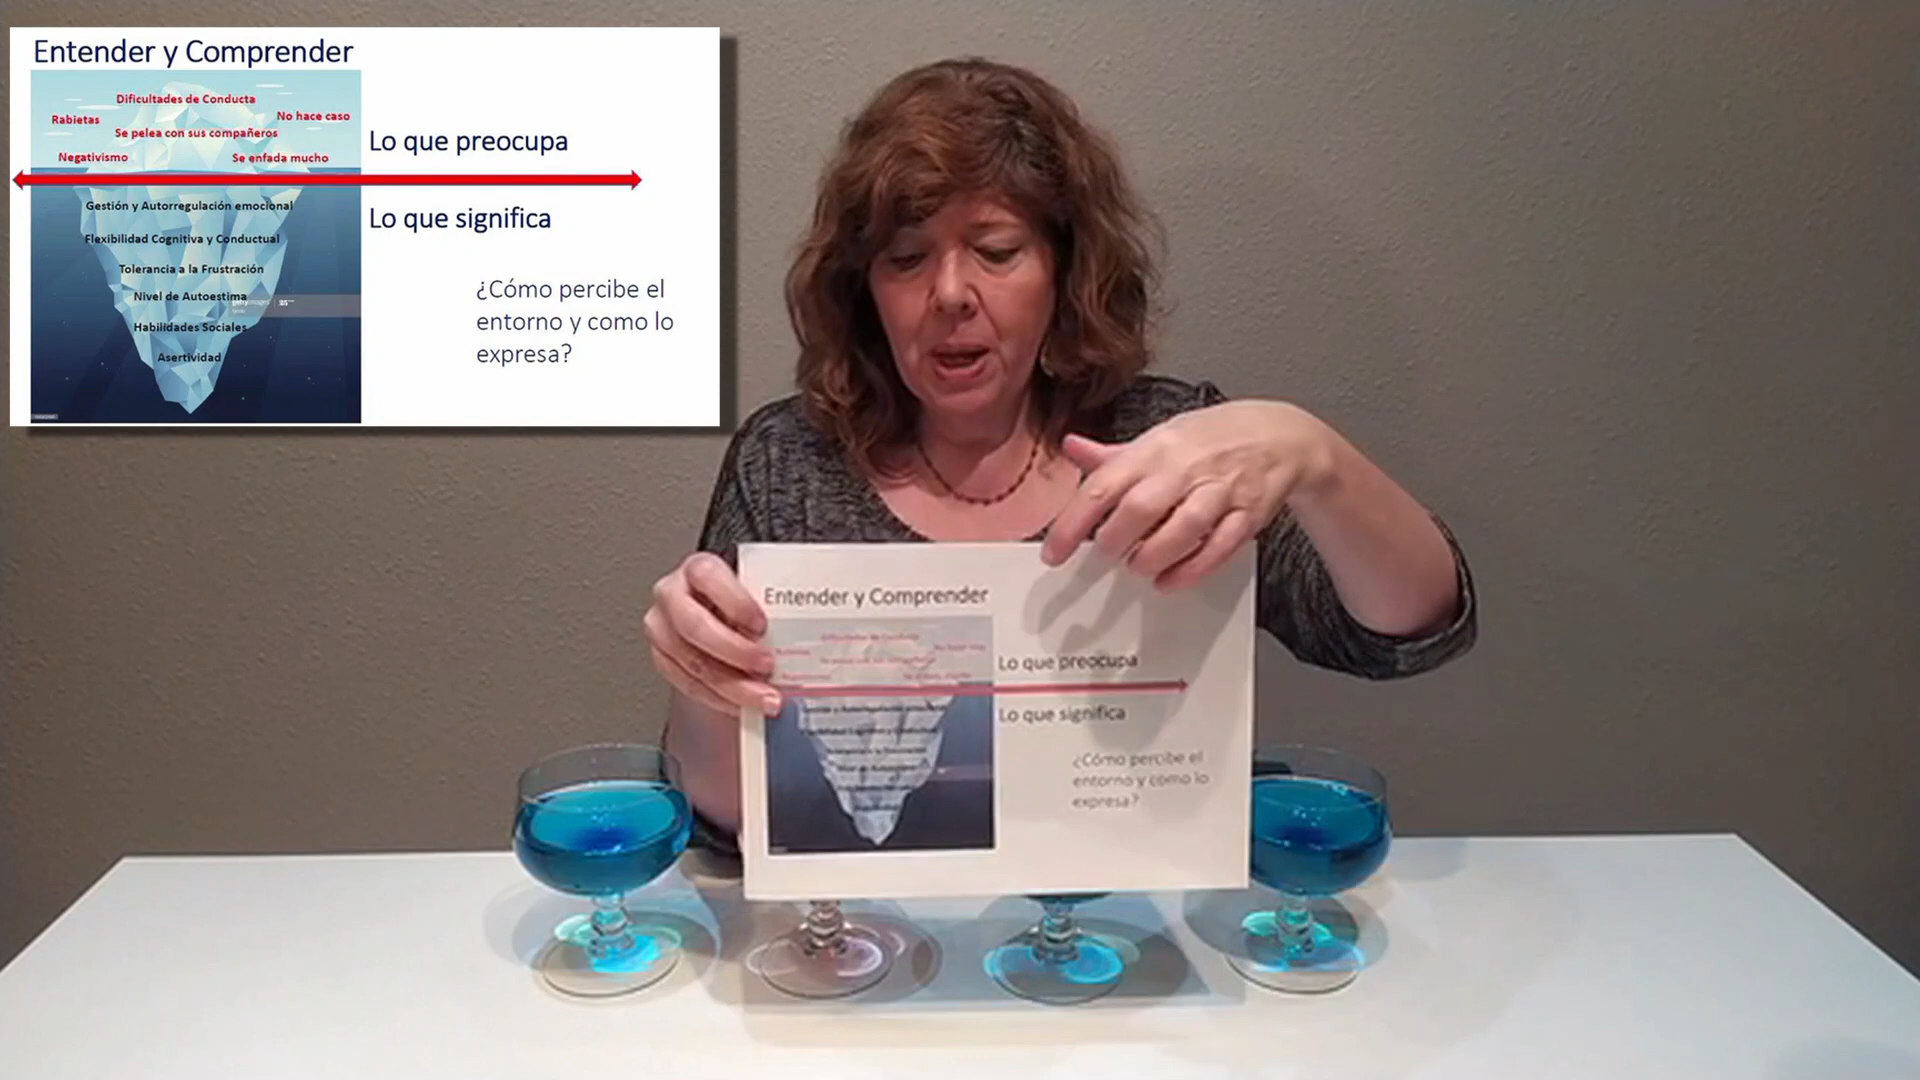 Entender y Comprender
Dificultades de Conducta
Rabietas
No hace caso
Se pelea con sus compañeros
Negativismo
Se enfada mucho
Lo que preocupa
Gestión y Autorregulación emocional
Lo que significa
Flexibilidad Cognitiva y Conductual
Tolerancia a la Frustración
Nivel de Autoestima
Habilidades Sociales
Asertividad
¿Cómo percibe el
entorno y como lo
expresa?
Entender y Comprender
Dificultades de Conducta
Lo que preocupa
Lo que significa
¿Cómo percibe el
entorno y como lo
expresa?